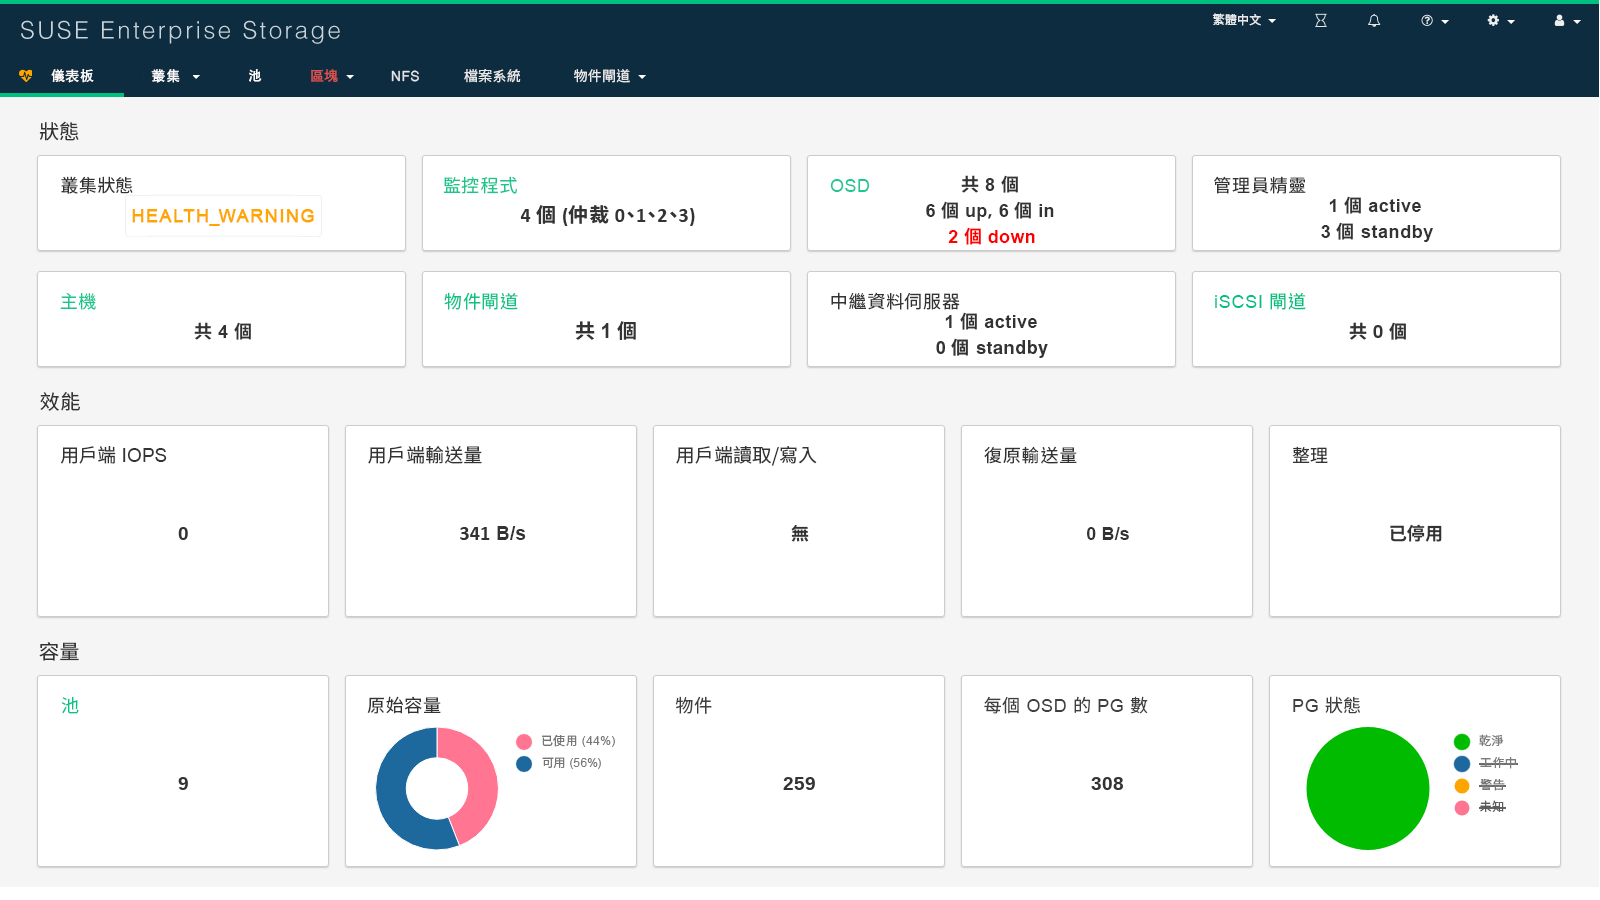 SUSE Enterprise Storage
繁體中文
儀表板
叢集
池
區塊
NFS
檔案系統
物件閘道
狀態
叢集狀態
HEALTH_WARNING
監控程式
4 個 (仲裁 0、1、2、3)
OSD
共 8 個
6 個 up, 6 個 in
2 個 down
管理員精靈
1 個 active
3 個 standby
主機
共 4 個
物件閘道
共 1 個
中繼資料伺服器
1 個 active
0 個 standby
iSCSI 閘道
共 0 個
效能
用戶端 IOPS
0
用戶端輸送量
341 B/s
用戶端讀取/寫入
無
復原輸送量
0 B/s
整理
已停用
容量
池
9
原始容量
已使用 (44%)
可用 (56%)
物件
259
每個 OSD 的 PG 數
308
PG 狀態
乾淨
工作中
警告
未知